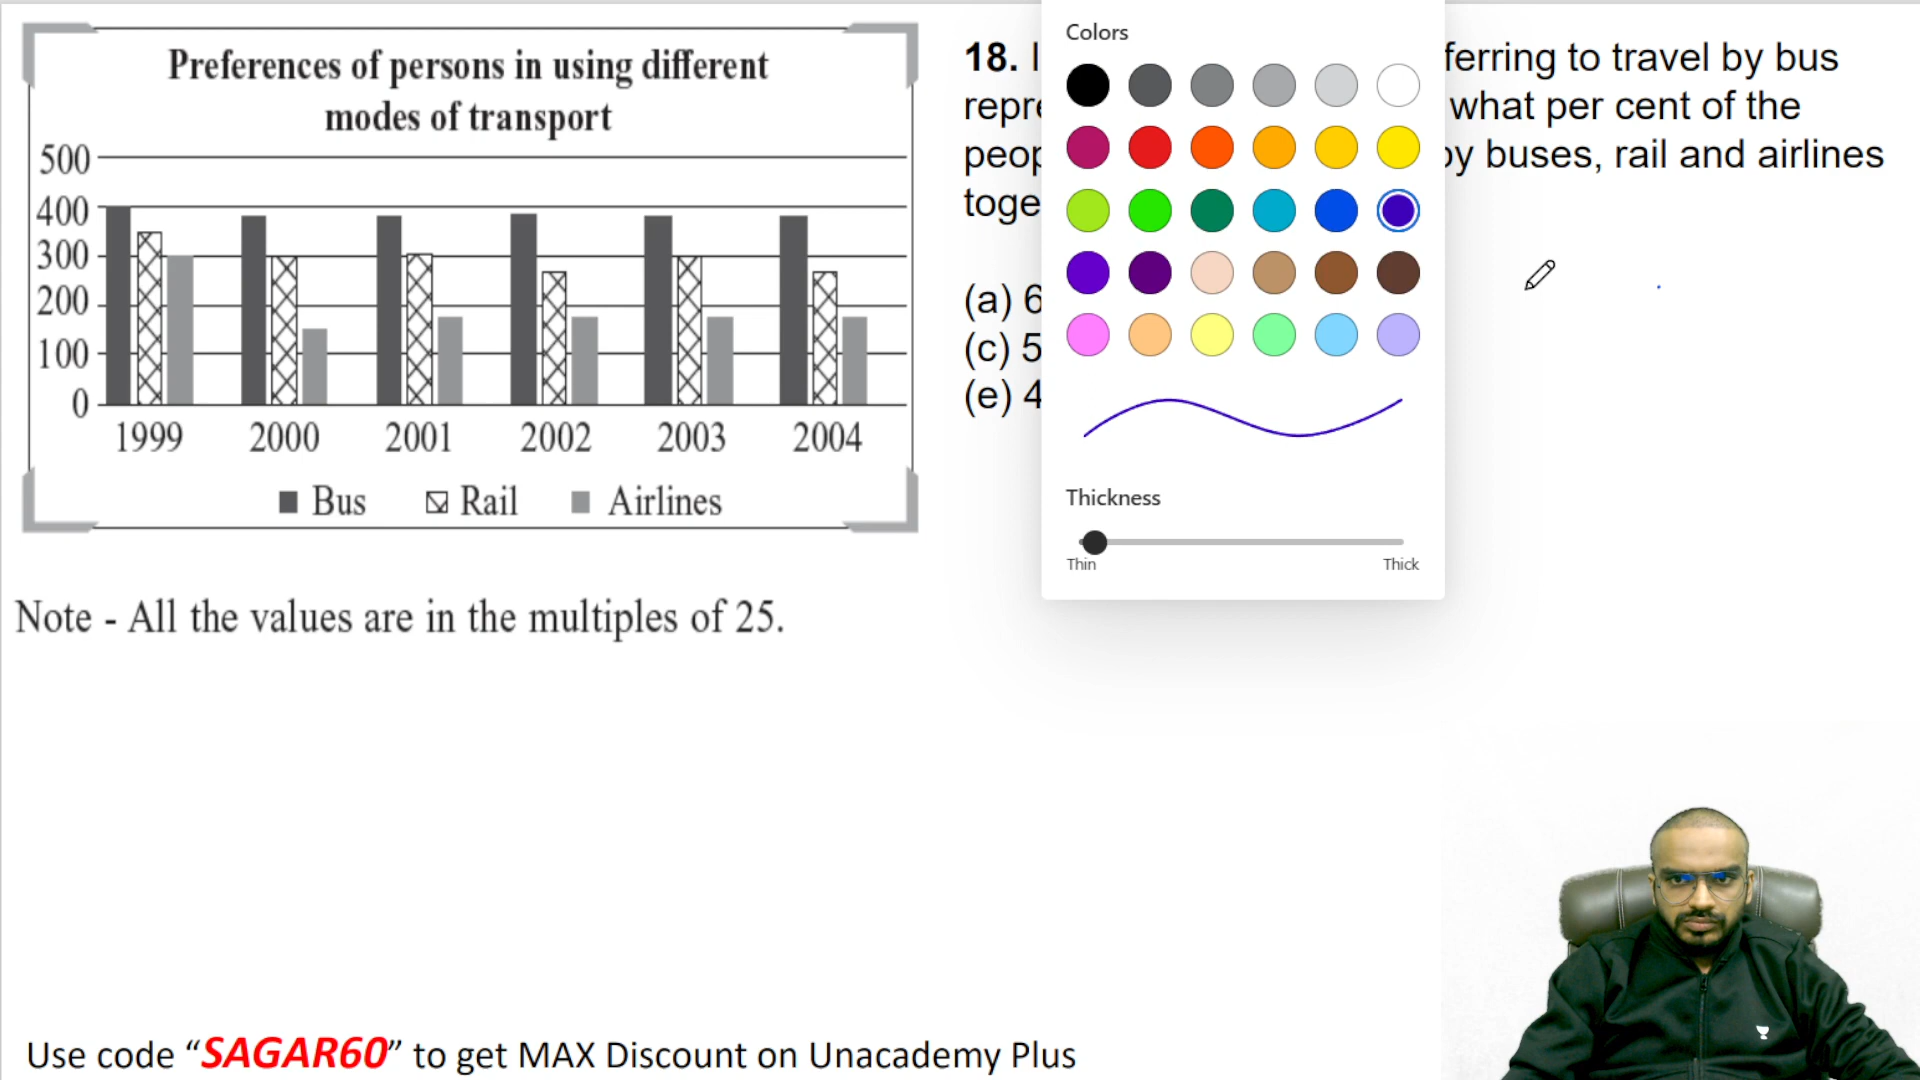 Preferences of persons in using different
modes of transport
500
400
300
200
100
0
1999 2000 2001 2002 2003 2004
Bus Rail Airlines
Note - All the values are in the multiples of 25.
18. ferring to travel by bus
what per cent of the
by buses, rail and airlines
(a) 6
(c) 5
(e) 4
Colors
Thickness
Thin Thick
Use code “SAGAR60” to get MAX Discount on Unacademy Plus